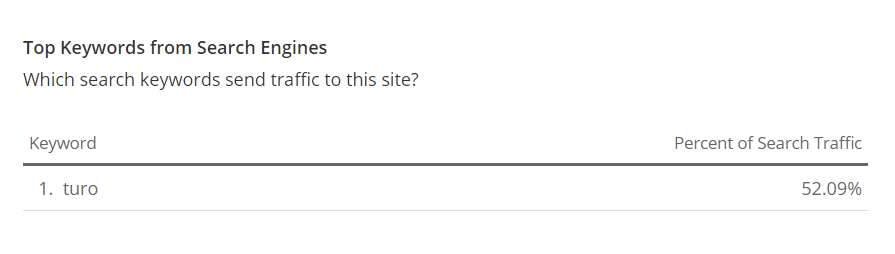 Top Keywords from Search Engines
Which search keywords send traffic to this site?
Keyword Percent of Search Traffic
1. turo 52.09%